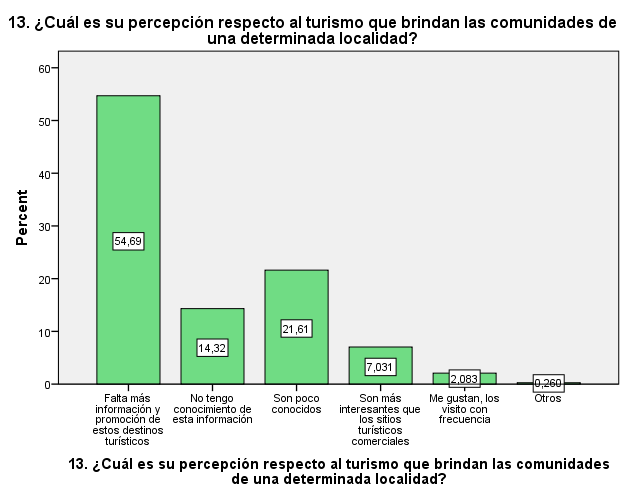 13. ¿Cuál es su percepción respecto al turismo que brindan las comunidades de
una determinada localidad?
Percent
60
50
40
30
20
10
0
54,69
14,32
21,61
7,031
2,083
0,260
Falta más
información y
promoción de
estos destinos
turísticos
No tengo
conocimiento de
esta información
Son poco
conocidos
Son más
interesantes que
los sitios
turísticos
comerciales
Me gustan, los
visito con
frecuencia
Otros
13. ¿Cuál es su percepción respecto al turismo que brindan las comunidades
de una determinada localidad?